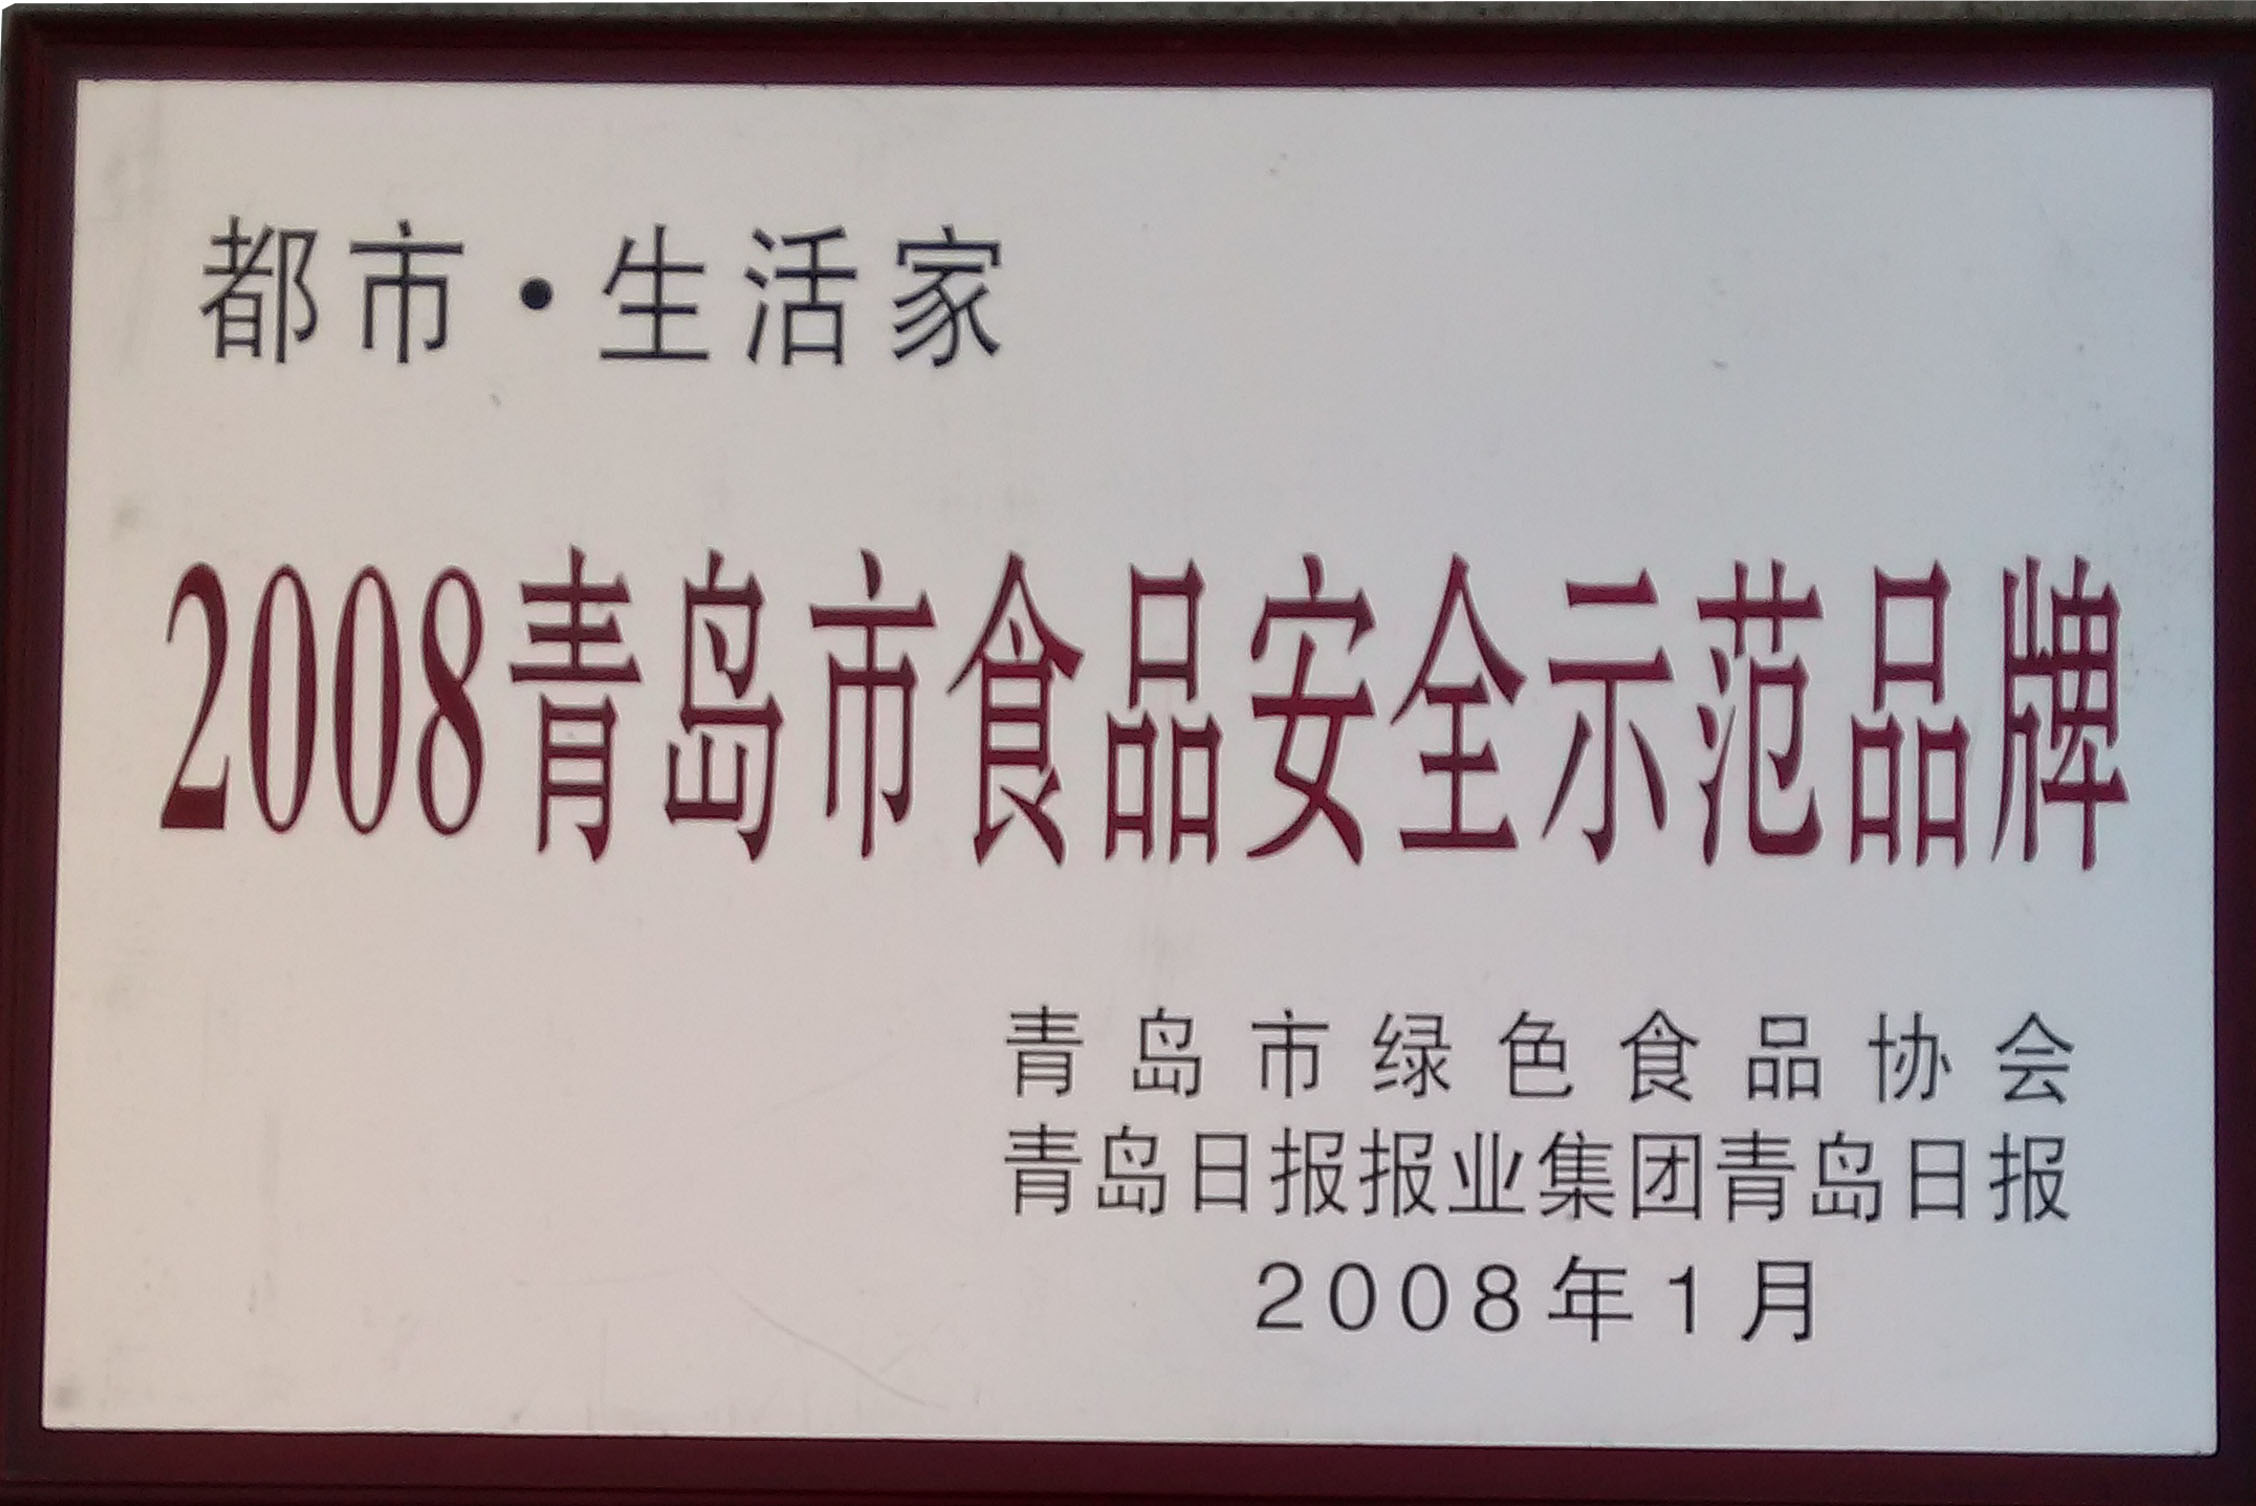 都市·生活家
2008青岛市食品安全示范品牌
青岛市绿色食品协会
青岛日报报业集团青岛日报
2008年1月